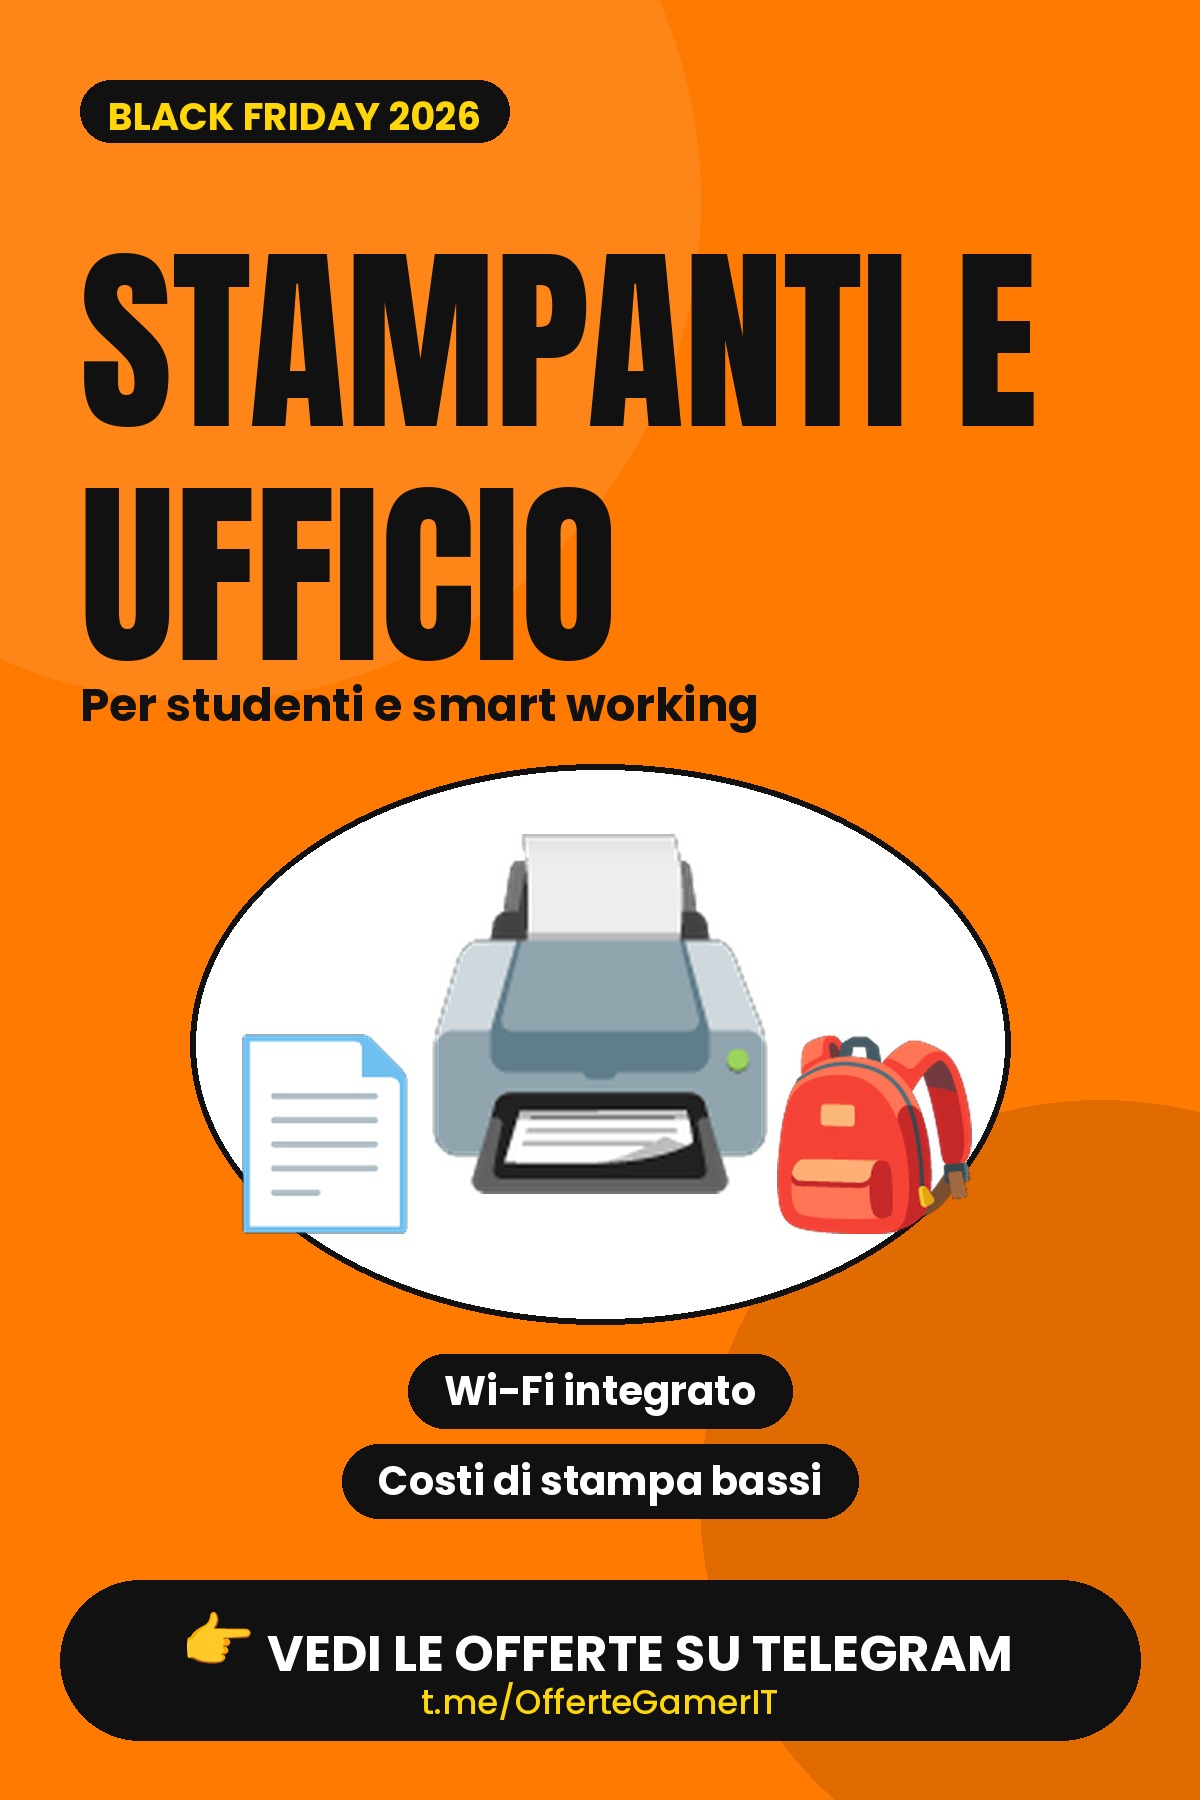 BLACK FRIDAY 2026
STAMPANTI E
UFFICIO
Per studenti e smart working
Wi-Fi integrato
Costi di stampa bassi
👉 VEDI LE OFFERTE SU TELEGRAM
t.me/OfferteGamerIT